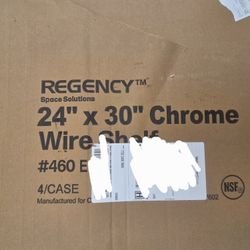 REGENCY™
Space Solutions
24" x 30" Chrome
Wire Shelf
#460 E
4/CASE
Manufactured for C
NSF